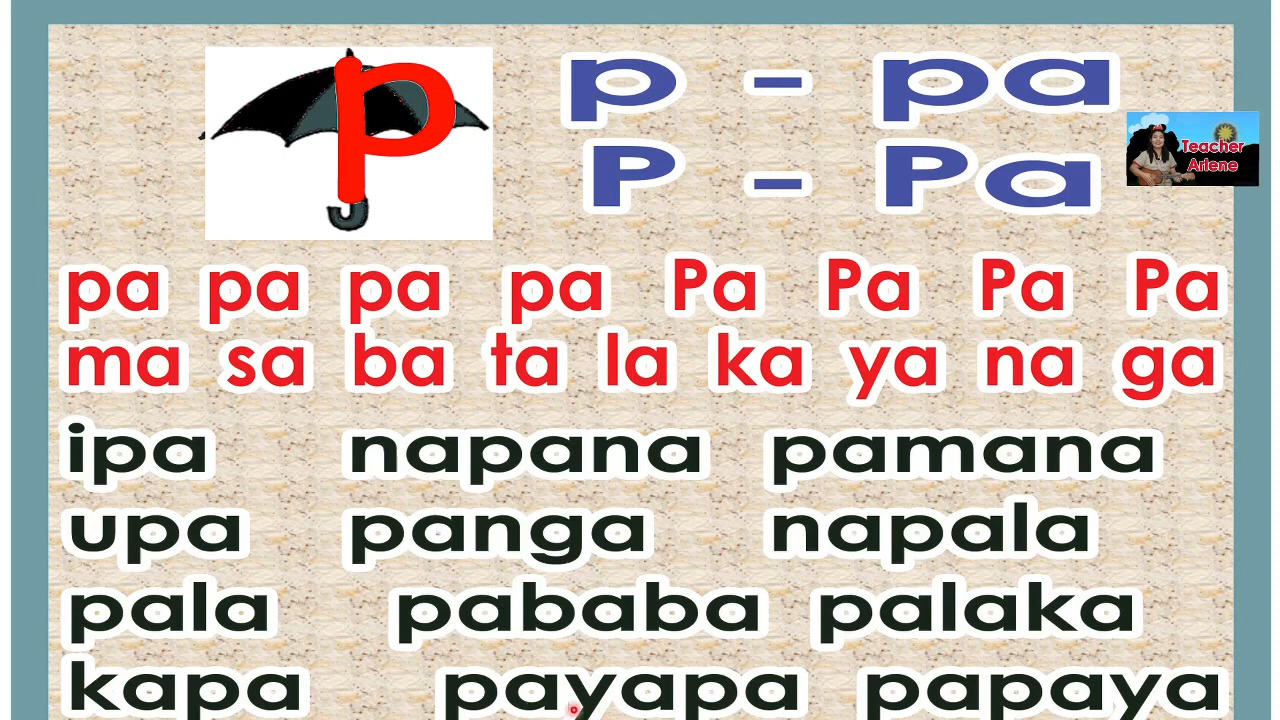 p
p - pa
P - Pa
Teacher
Arlene
pa pa pa pa Pa Pa Pa Pa
ma sa ba ta la ka ya na ga
ipa napana pamana
upa panga napala
pala pababa palaka
kapa payapa papaya